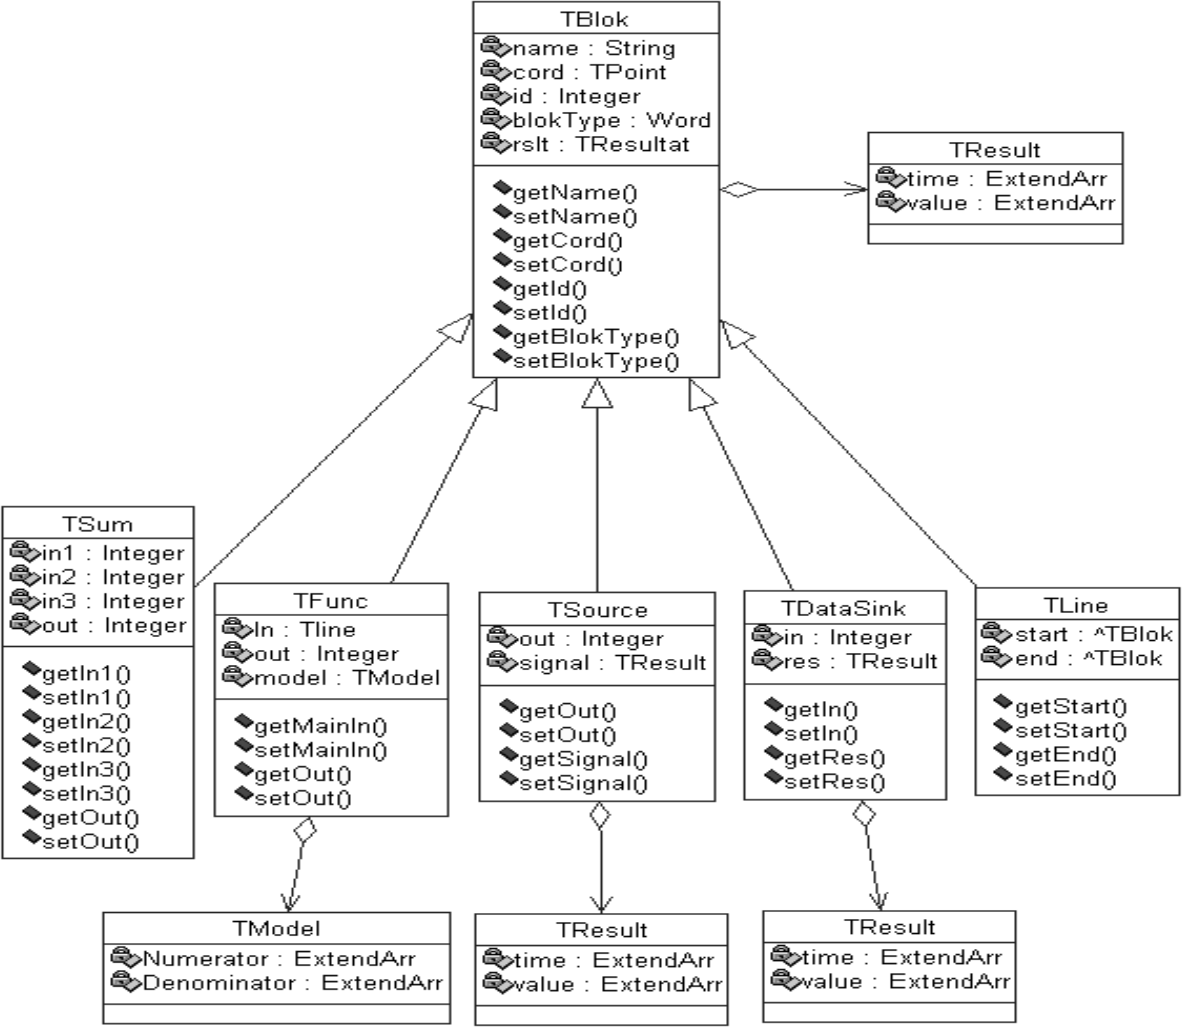 TBlok
name : String
cord : TPoint
id : Integer
blokType : Word
rslt : TResultat
getName()
setName()
getCord()
setCord()
getId()
setId()
getBlokType()
setBlokType()
TResult
time : ExtendArr
value : ExtendArr
TSum
in1 : Integer
in2 : Integer
in3 : Integer
out : Integer
getIn1()
setIn1()
getIn2()
setIn2()
getIn3()
setIn3()
getOut()
setOut()
TFunc
In : Tline
out : Integer
model : TModel
getMainIn()
setMainIn()
getOut()
setOut()
TSource
out : Integer
signal : TResult
getOut()
setOut()
getSignal()
setSignal()
TDataSink
in : Integer
res : TResult
getIn()
setIn()
getRes()
setRes()
TLine
start : ^TBlok
end : ^TBlok
getStart()
setStart()
getEnd()
setEnd()
TModel
Numerator : ExtendArr
Denominator : ExtendArr
TResult
time : ExtendArr
value : ExtendArr
TResult
time : ExtendArr
value : ExtendArr